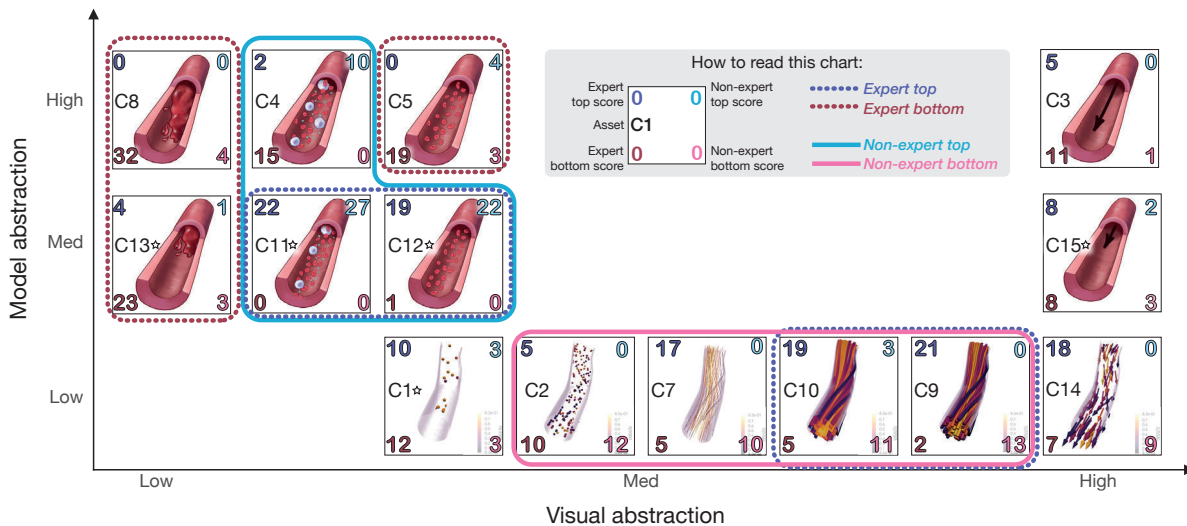 Model abstraction
High
Med
Low
0 0
C8
32 4
2 10
C4
15 0
0 4
C5
19 3
How to read this chart:
Expert
top score
0 0
Non-expert
top score
Asset C1
Expert
bottom score
0 0
Non-expert
bottom score
Expert top
Expert bottom
Non-expert top
Non-expert bottom
5 0
C3
11 1
4 1
C13☆
23 3
22 27
C11☆
0 0
19 22
C12☆
1 0
8 2
C15☆
8 3
10 3
C1☆
12 3
5 0
C2
10 12
17 0
C7
5 10
19 3
C10
5 11
21 0
C9
2 13
18 0
C14
7 9
Low
Med
High
Visual abstraction